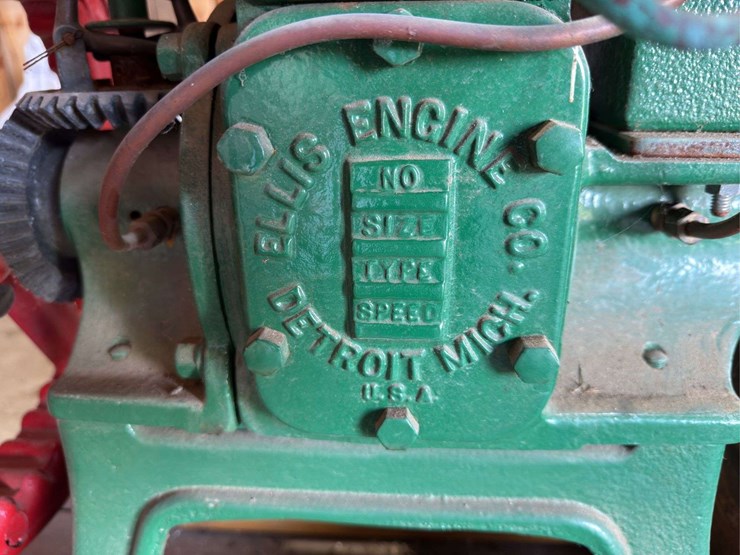 ELLIS ENGINE CO.
NO
SIZE
TYPE
SPEED
DETROIT MICH.
U.S.A